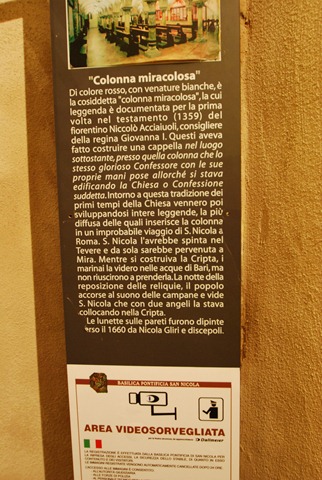 "Colonna miracolosa"
Di colore rosso, con venature bianche, è
la cosiddetta "colonna miracolosa", la cui
leggenda è documentata per la prima
volta nel testamento (1359) del
fiorentino Niccolò Acciaiuoli, consigliere
della regina Giovanna I. Questi aveva
fatto costruire una cappella nel luogo
sottostante, presso quella colonna che lo
stesso glorioso Confessore con le sue
proprie mani pose allorché si stava
edificando la Chiesa o Confessione
suddetta. Intorno a questa tradizione dei
primi tempi della Chiesa vennero poi
sviluppandosi intere leggende, la più
diffusa delle quali inserisce la colonna
in un improbabile viaggio di S. Nicola a
Roma. S. Nicola l'avrebbe spinta nel
Tevere e da sola sarebbe pervenuta a
Mira. Mentre si costruiva la Cripta, i
marinai la videro nelle acque di Bari, ma
non riuscirono a prenderla. La notte della
reposizione delle reliquie, il popolo
accorse al suono delle campane e vide
S. Nicola che con due angeli la stava
collocando nella Cripta.
Le lunette sulle pareti furono dipinte
verso il 1660 da Nicola Gliri e discepoli.
BASILICA PONTIFICIA SAN NICOLA
AREA VIDEOSORVEGLIATA
Dallmeier